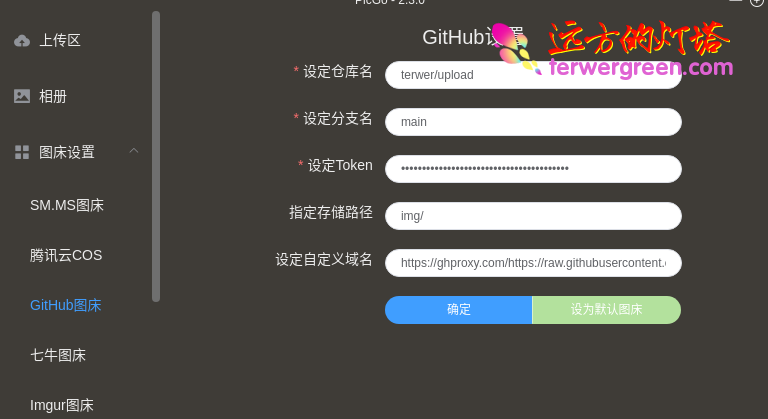 PicGo - 2.3.0
上传区
相册
图床设置
SM.MS图床
腾讯云COS
GitHub图床
七牛图床
Imgur图床
GitHub设置
远方的灯塔
terwergreen.com
* 设定仓库名
terwer/upload
* 设定分支名
main
* 设定Token
••••••••••••••••••••••••••••••••••••••••
指定存储路径
img/
设定自定义域名
https://ghproxy.com/https://raw.githubusercontent.c
确定
设为默认图床